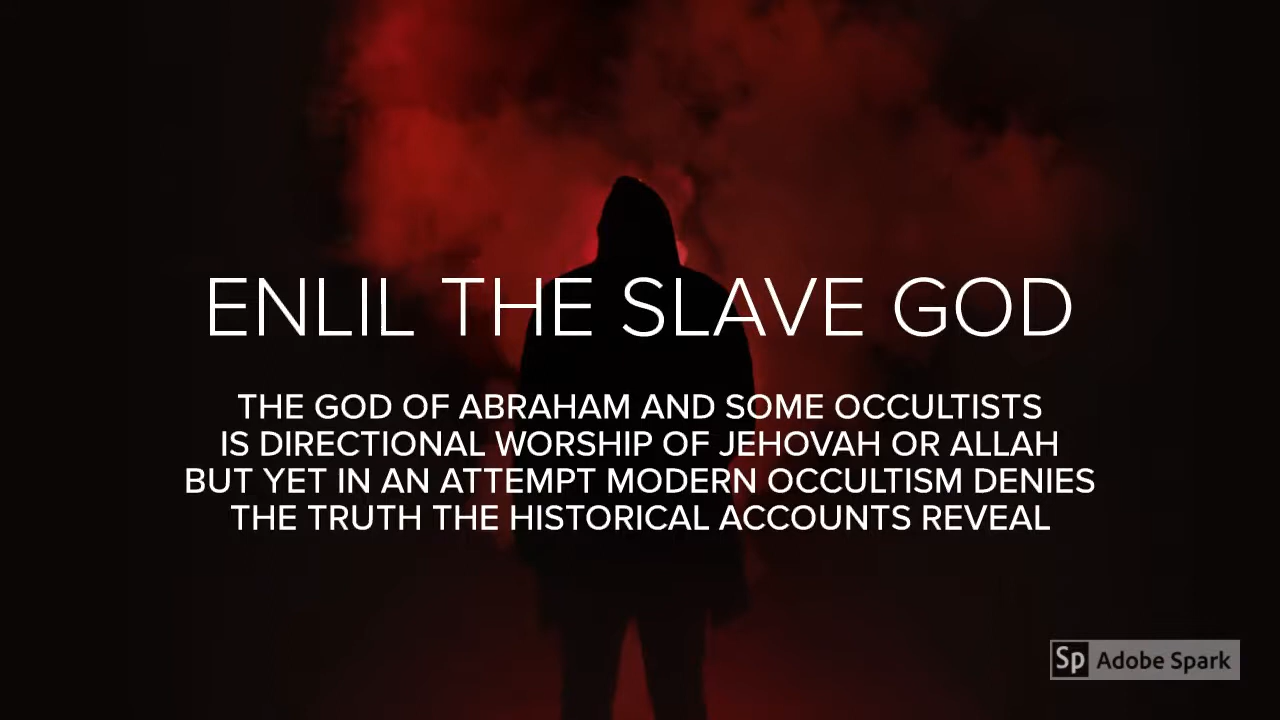 ENLIL THE SLAVE GOD
THE GOD OF ABRAHAM AND SOME OCCULTISTS
IS DIRECTIONAL WORSHIP OF JEHOVAH OR ALLAH
BUT YET IN AN ATTEMPT MODERN OCCULTISM DENIES
THE TRUTH THE HISTORICAL ACCOUNTS REVEAL
Sp Adobe Spark